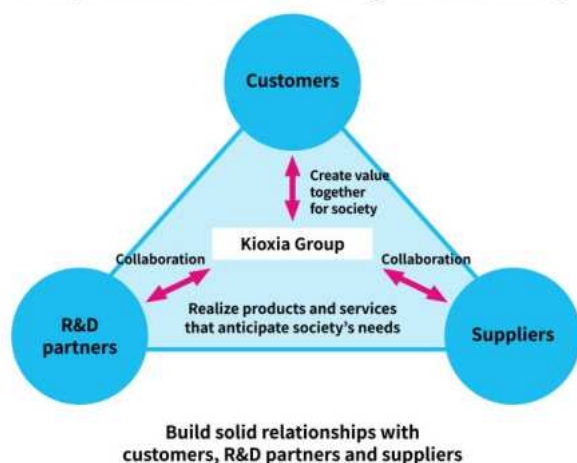 Customers
Create value
together
for society
Kioxia Group
Collaboration
Collaboration
Realize products and services
that anticipate society's needs
R&D
partners
Suppliers
Build solid relationships with
customers, R&D partners and suppliers